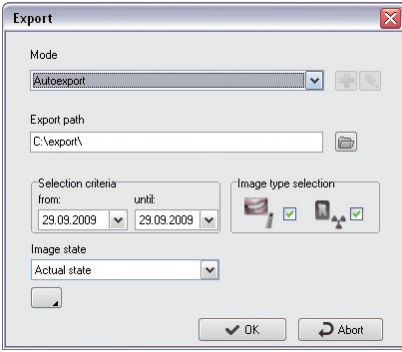 Export
Mode
Autoexport
Export path
C:\export\
Selection criteria
from: until:
29.09.2009 29.09.2009
Image type selection
Image state
Actual state
OK Abort